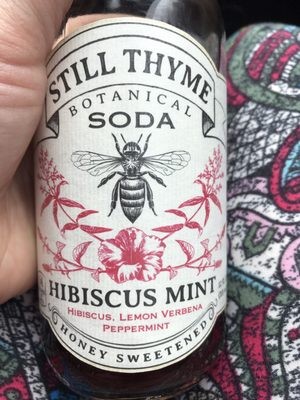 STILL THYME
BOTANICAL
SODA
HIBISCUS MINT
HIBISCUS, LEMON VERBENA
PEPPERMINT
HONEY SWEETENED